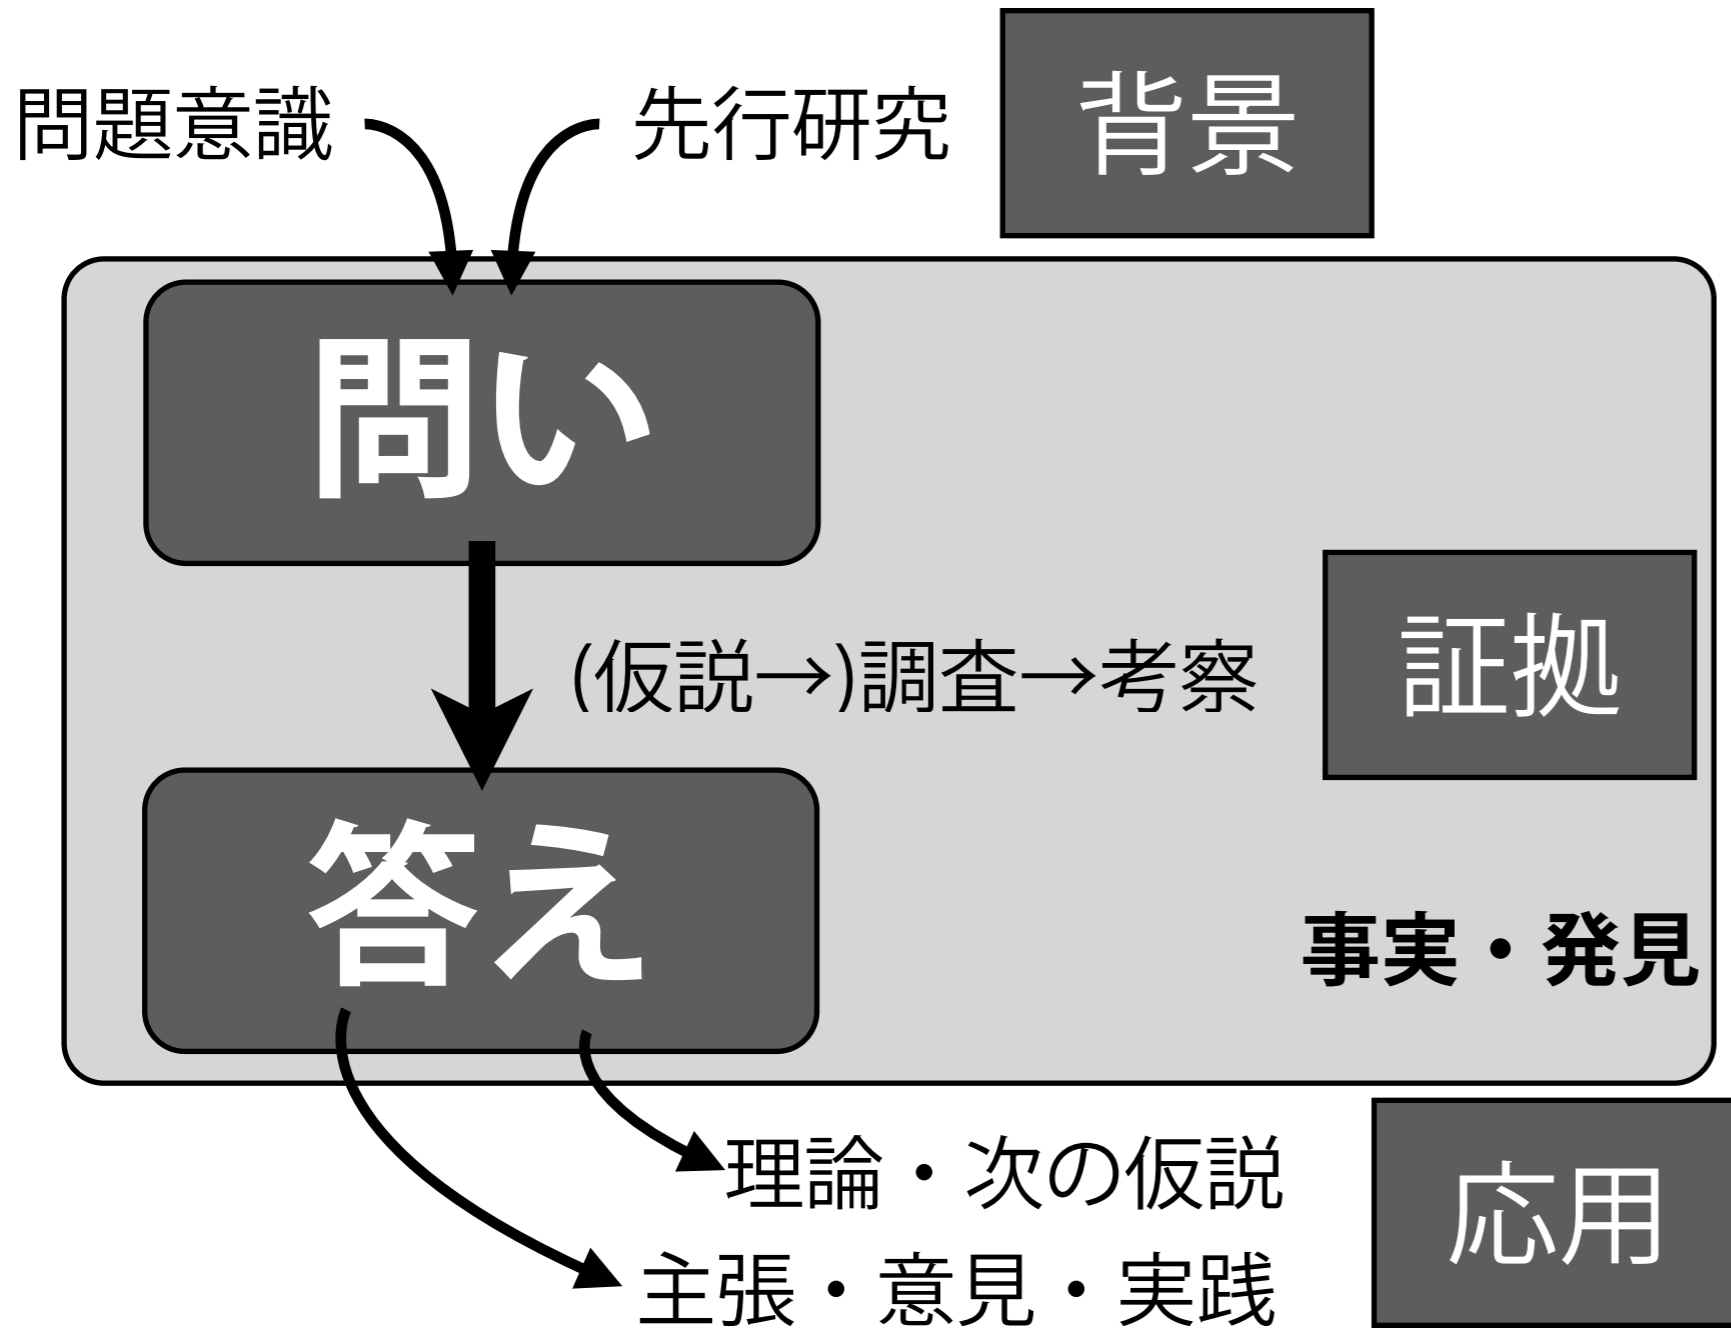 問題意識
先行研究
背景
問い
(仮説→)調査→考察
証拠
答え
事実・発見
理論・次の仮説
主張・意見・実践
応用